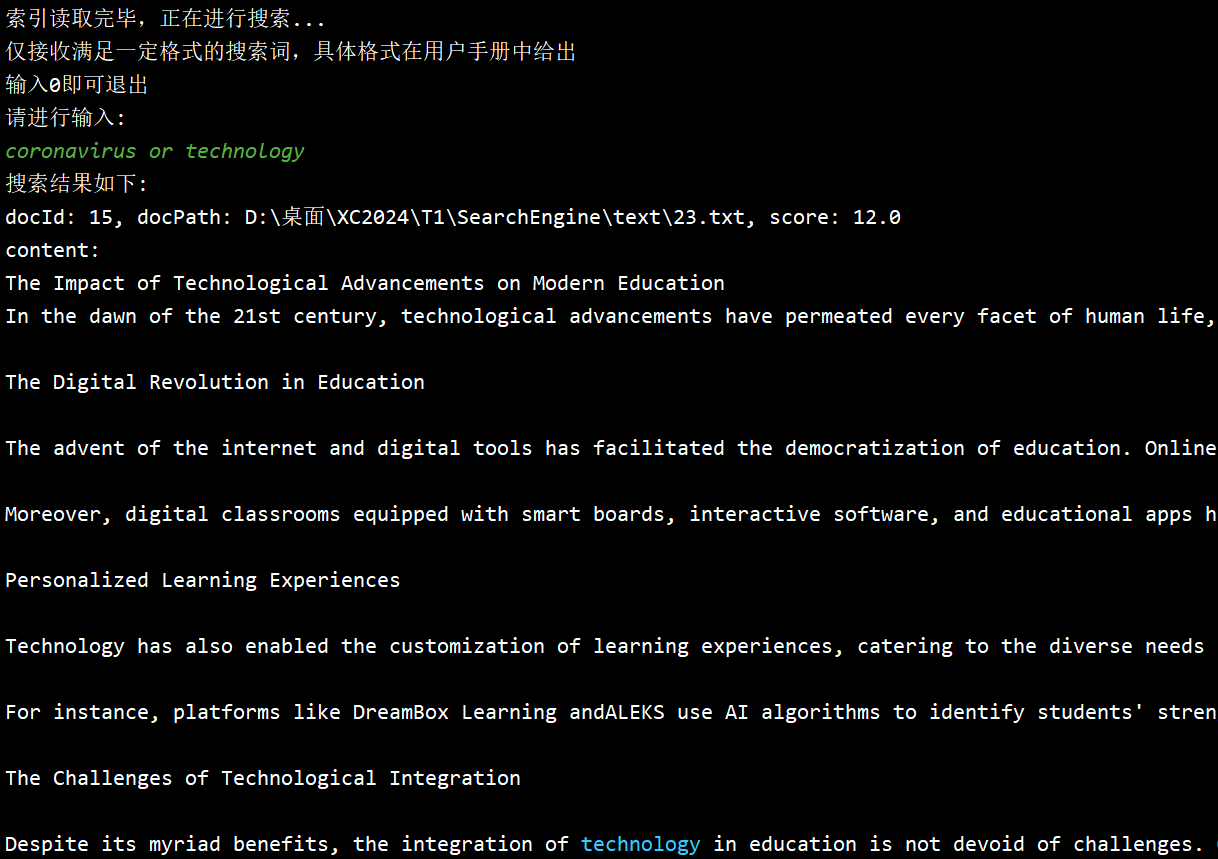 索引读取完毕，正在进行搜索...
仅接收满足一定格式的搜索词，具体格式在用户手册中给出
输入0即可退出
请进行输入:
coronavirus or technology
搜索结果如下:
docId: 15, docPath: D:\桌面\XC2024\T1\SearchEngine\text\23.txt, score: 12.0
content:
The Impact of Technological Advancements on Modern Education
In the dawn of the 21st century, technological advancements have permeated every facet of human life,
The Digital Revolution in Education
The advent of the internet and digital tools has facilitated the democratization of education. Online
Moreover, digital classrooms equipped with smart boards, interactive software, and educational apps h
Personalized Learning Experiences
Technology has also enabled the customization of learning experiences, catering to the diverse needs
For instance, platforms like DreamBox Learning andALEKS use AI algorithms to identify students' stren
The Challenges of Technological Integration
Despite its myriad benefits, the integration of technology in education is not devoid of challenges.